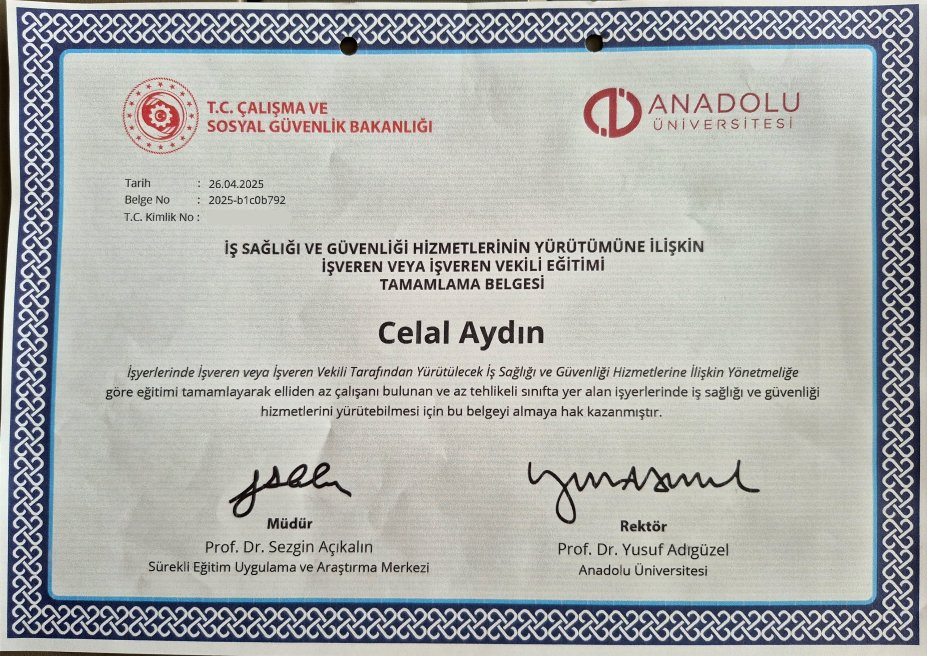 T.C. ÇALIŞMA VE
SOSYAL GÜVENLİK BAKANLIĞI
ANADOLU
ÜNİVERSİTESİ
Tarih : 26.04.2025
Belge No : 2025-b1c0b792
T.C. Kimlik No :
İŞ SAĞLIĞI VE GÜVENLİĞİ HİZMETLERİNİN YÜRÜTÜMÜNE İLİŞKİN
İŞVEREN VEYA İŞVEREN VEKİLİ EĞİTİMİ
TAMAMLAMA BELGESİ
Celal Aydın
İşyerlerinde İşveren veya İşveren Vekili Tarafından Yürütülecek İş Sağlığı ve Güvenliği Hizmetlerine İlişkin Yönetmeliğe
göre eğitimi tamamlayarak elliden az çalışanı bulunan ve az tehlikeli sınıfta yer alan işyerlerinde iş sağlığı ve güvenliği
hizmetlerini yürütebilmesi için bu belgeyi almaya hak kazanmıştır.
Müdür
Prof. Dr. Sezgin Açıkalın
Sürekli Eğitim Uygulama ve Araştırma Merkezi
Rektör
Prof. Dr. Yusuf Adıgüzel
Anadolu Üniversitesi